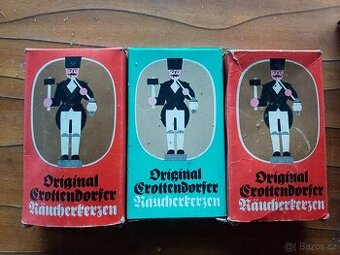 Original
Crottendorfer
Räucherkerzen
Original
Crottendorfer
Räucherkerzen
Original
Crottendorfer
Räucherkerzen
Bazos.cz